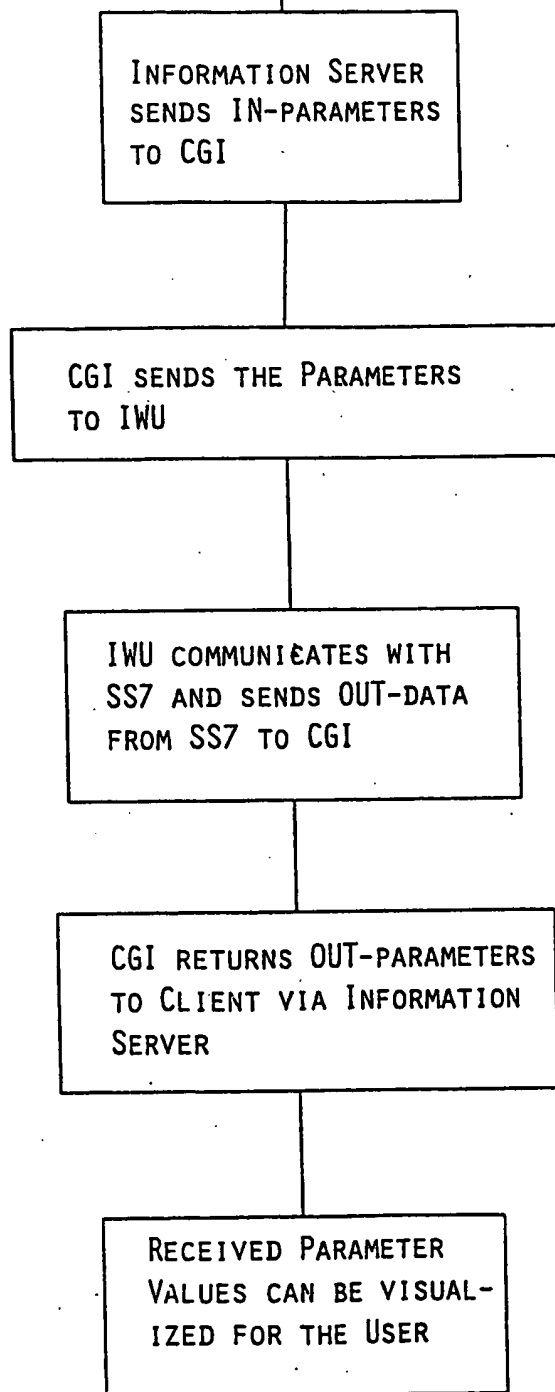 INFORMATION SERVER
SENDS IN-PARAMETERS
TO CGI
CGI SENDS THE PARAMETERS
TO IWU
IWU COMMUNICATES WITH
SS7 AND SENDS OUT-DATA
FROM SS7 TO CGI
CGI RETURNS OUT-PARAMETERS
TO CLIENT VIA INFORMATION
SERVER
RECEIVED PARAMETER
VALUES CAN BE VISUAL-
IZED FOR THE USER